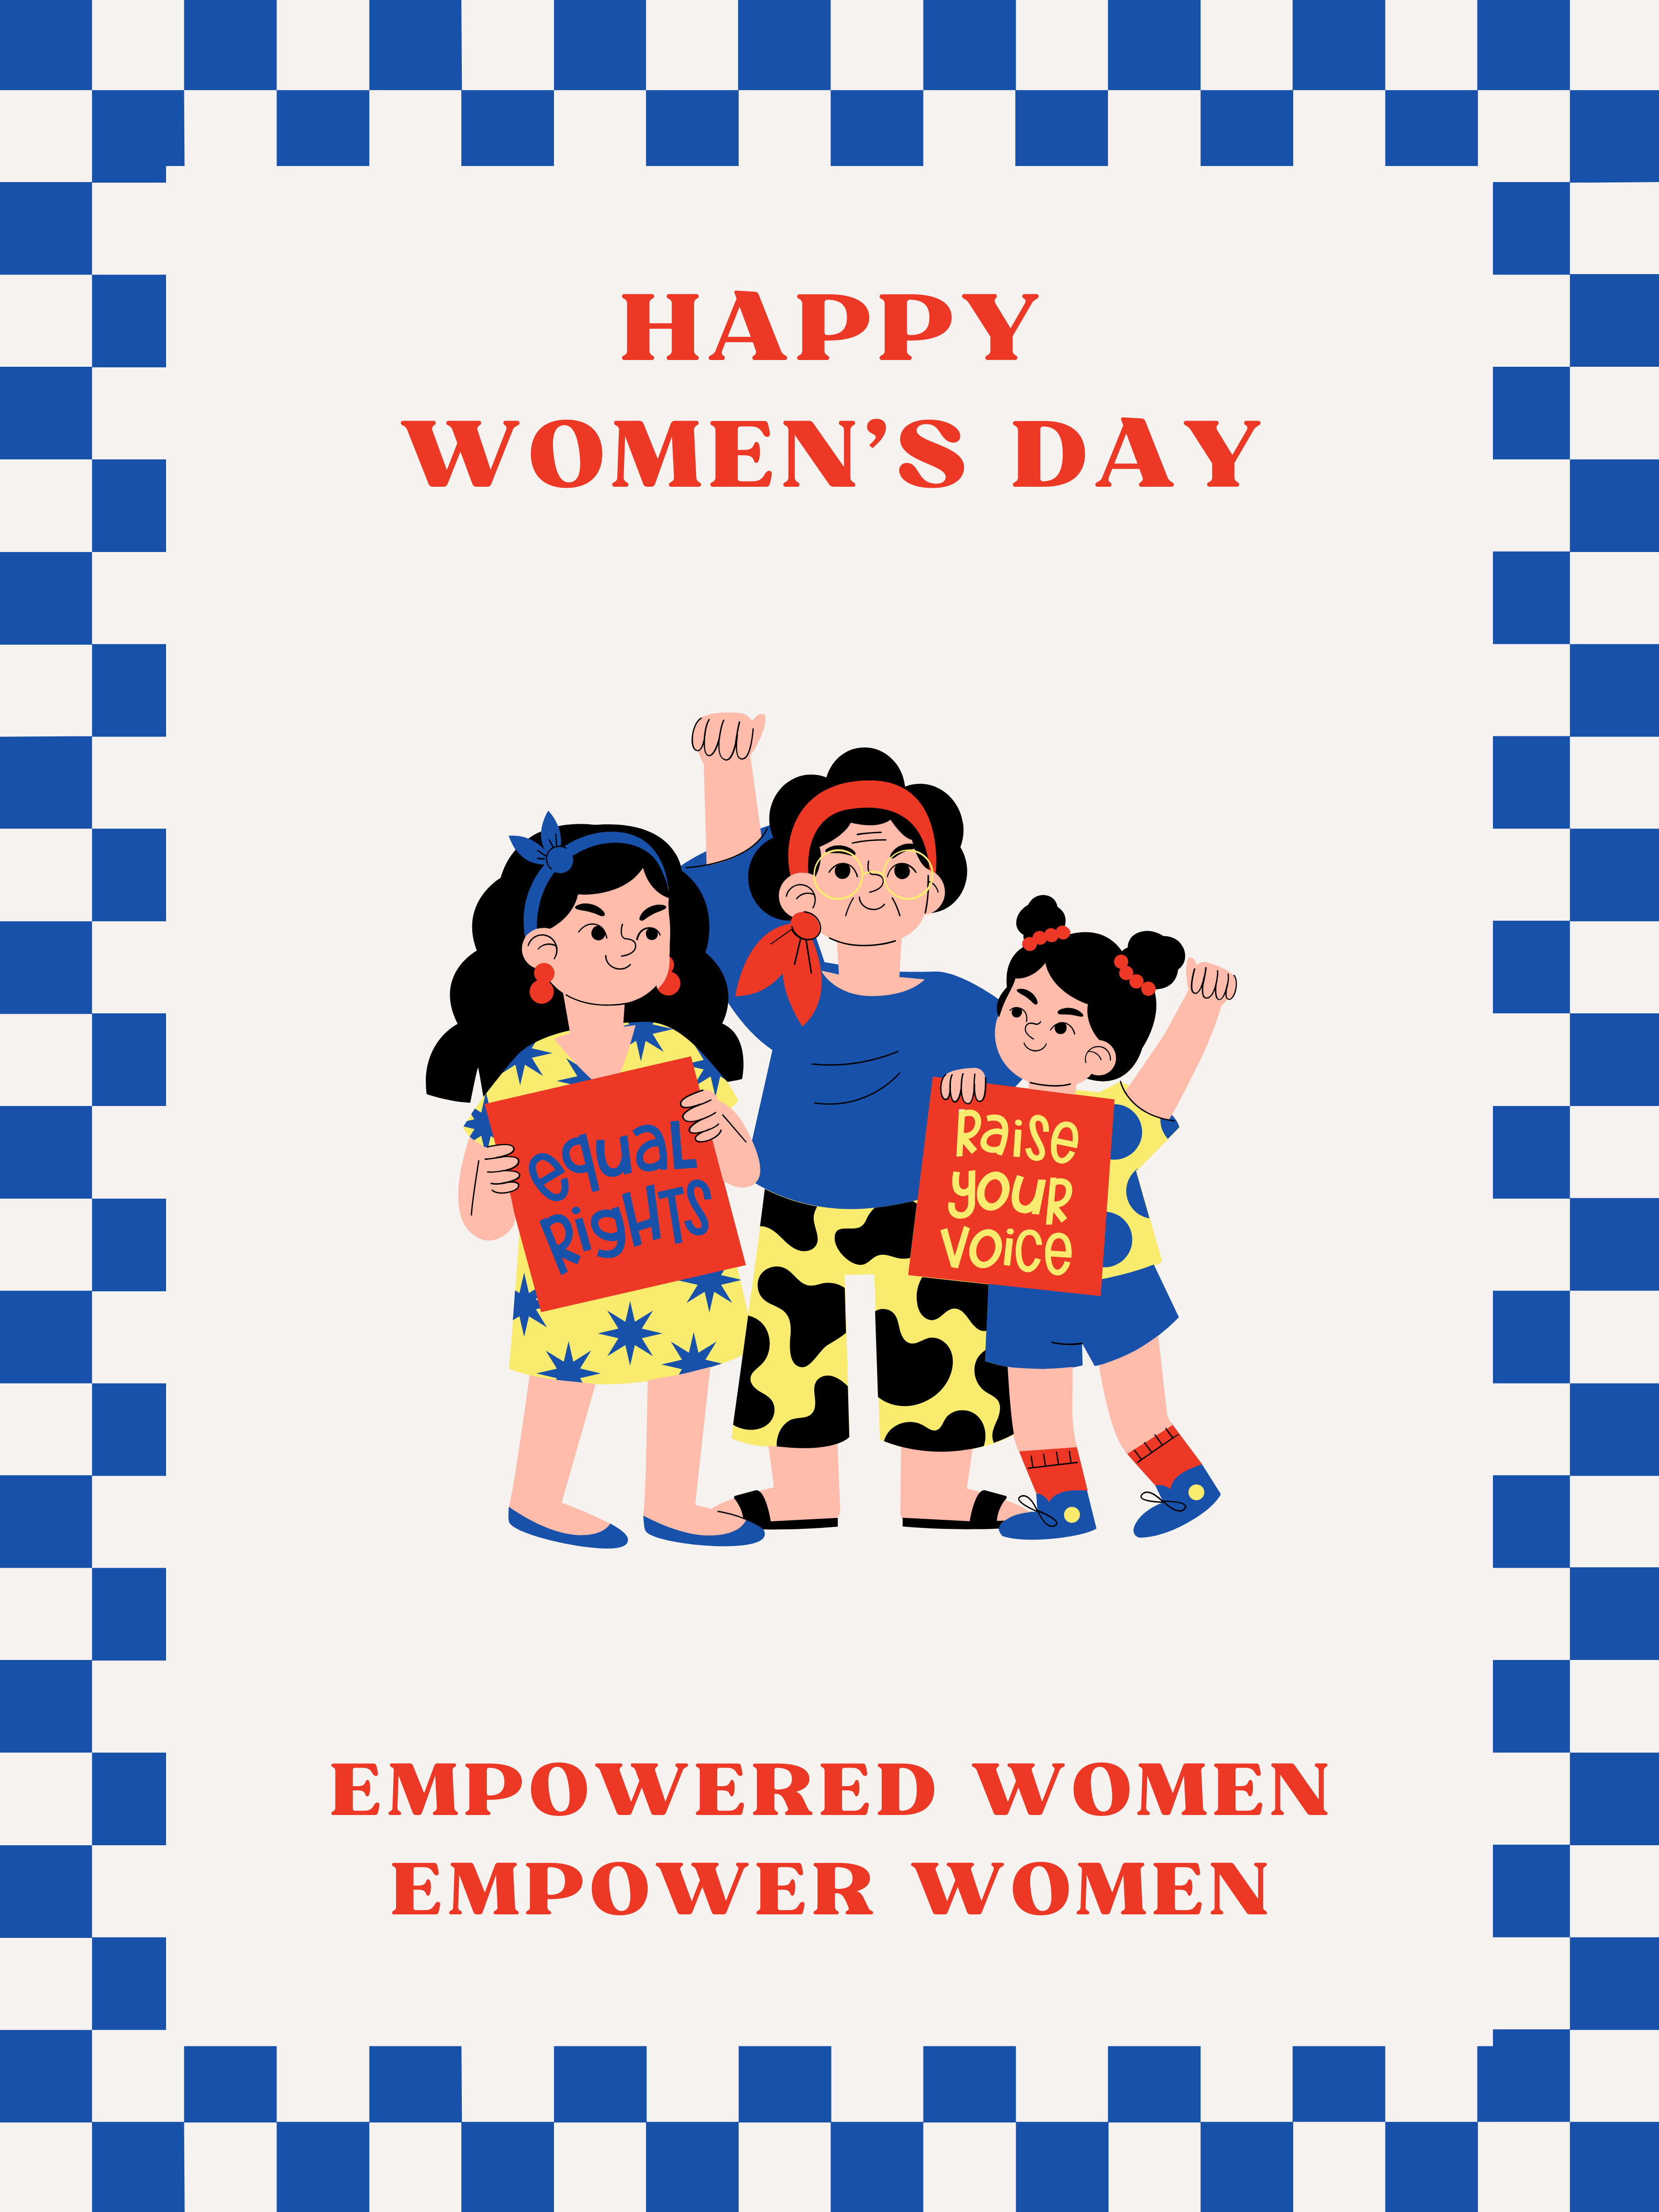 HAPPY
WOMEN’S DAY
equaL
RigHTS
Raise
youR
voice
EMPOWERED WOMEN
EMPOWER WOMEN